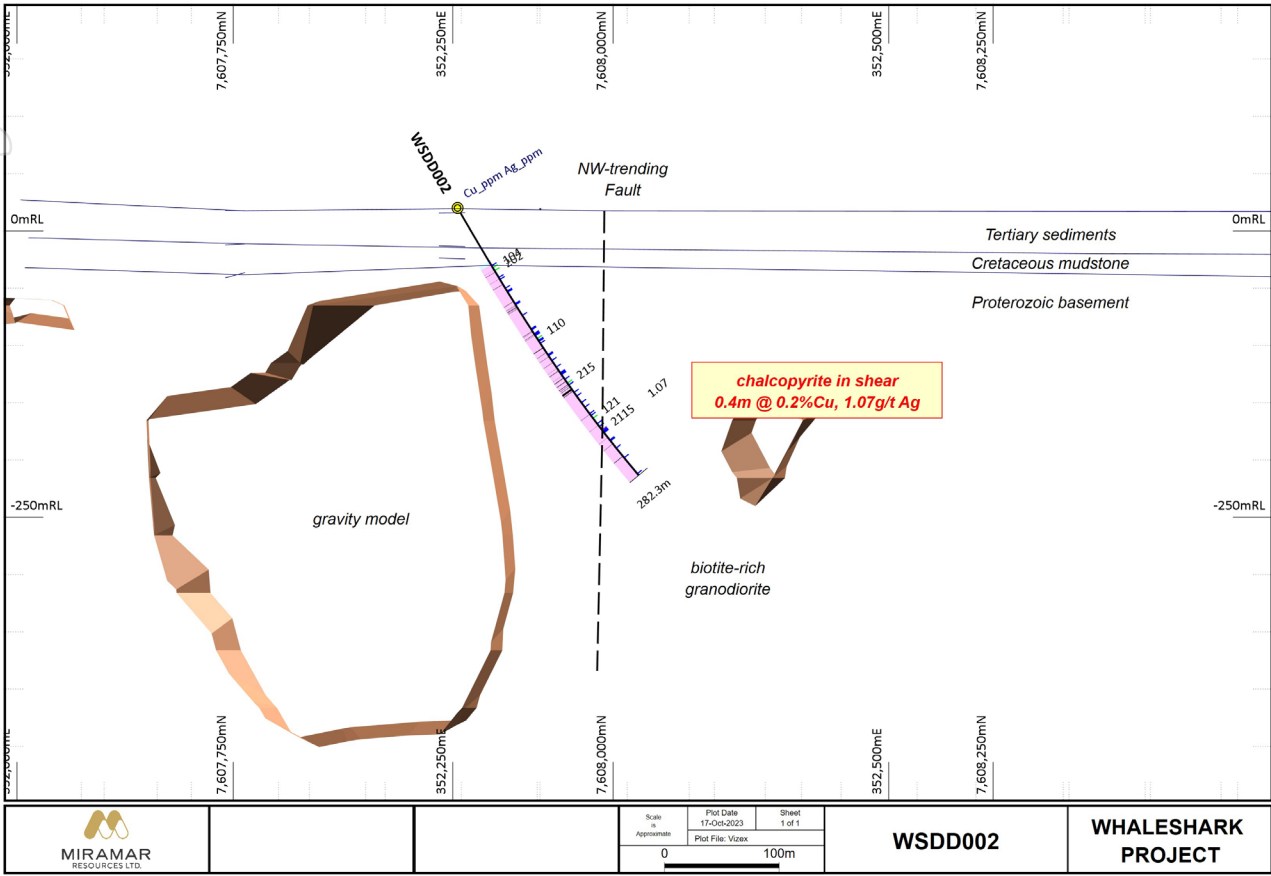 352,000mE
7,607,750mN
352,250mE
7,608,000mN
352,500mE
7,608,250mN
WSDD002
Cu_ppm Ag_ppm
NW-trending
Fault
0mRL
0mRL
Tertiary sediments
Cretaceous mudstone
Proterozoic basement
110
215
121
2115
1.07
282.3m
chalcopyrite in shear
0.4m @ 0.2%Cu, 1.07g/t Ag
-250mRL
-250mRL
gravity model
biotite-rich
granodiorite
352,000mE
7,607,750mN
352,250mE
7,608,000mN
352,500mE
7,608,250mN
MIRAMAR
RESOURCES LTD.
Scale
is
Approximate
Plot Date
17-Oct-2023
Sheet
1 of 1
Plot File: Vizex
0
100m
WSDD002
WHALESHARK
PROJECT